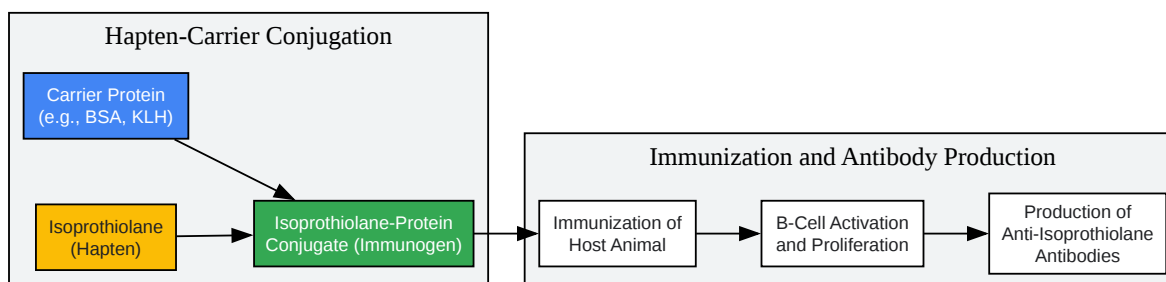 Hapten-Carrier Conjugation
Carrier Protein
(e.g., BSA, KLH)
Isoprothiolane
(Hapten)
Isoprothiolane-Protein
Conjugate (Immunogen)
Immunization and Antibody Production
Immunization of
Host Animal
B-Cell Activation
and Proliferation
Production of
Anti-Isoprothiolane
Antibodies